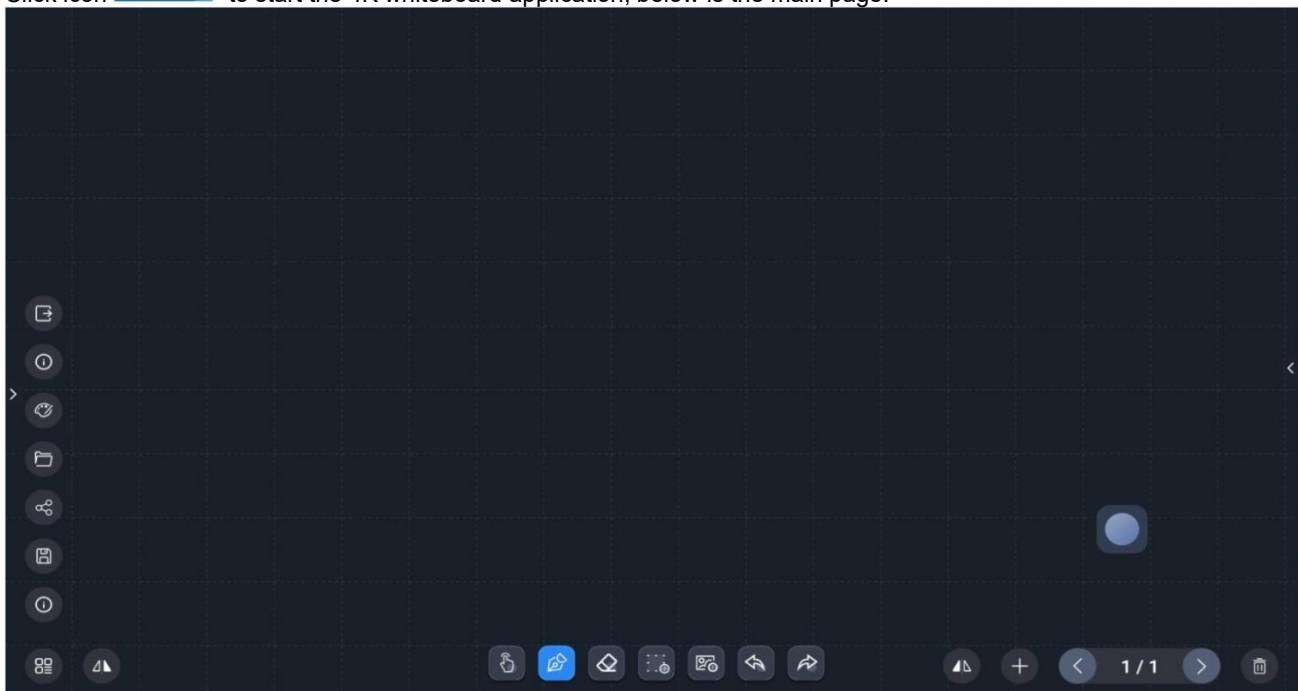 Click icon to start the 4K whiteboard application, below is the main page:
1 / 1